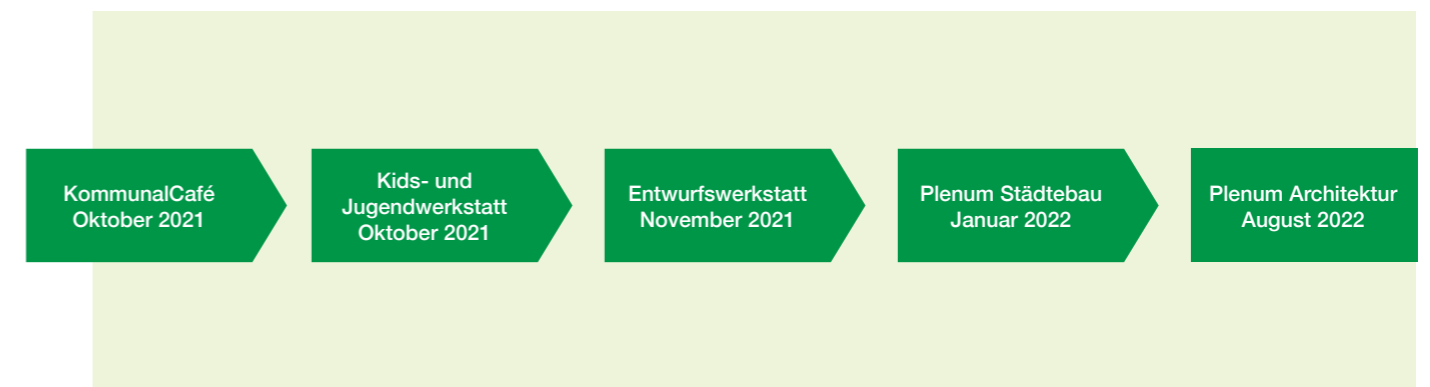 KommunalCafé
Oktober 2021
Kids- und
Jugendwerkstatt
Oktober 2021
Entwurfswerkstatt
November 2021
Plenum Städtebau
Januar 2022
Plenum Architektur
August 2022